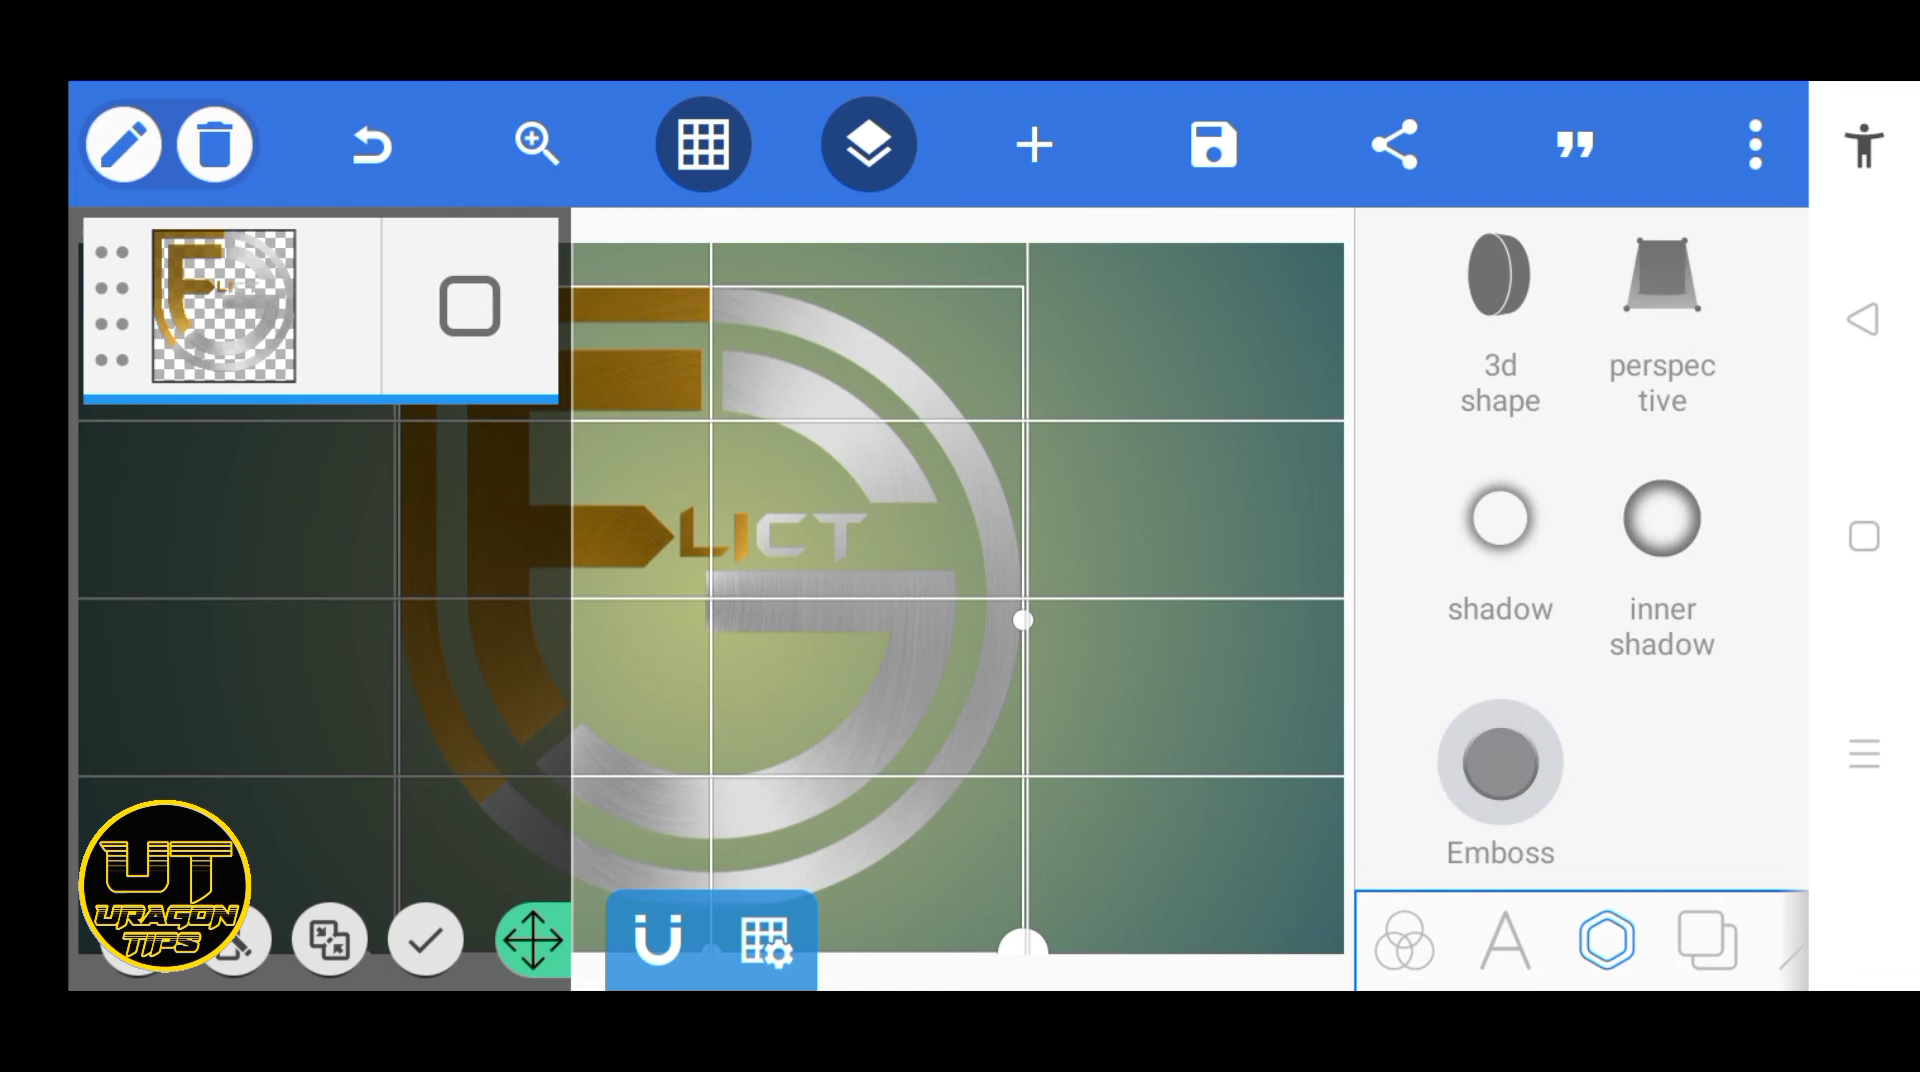 LICT
3d
shape
perspec
tive
shadow
inner
shadow
Emboss
UT
URAGON
TIPS